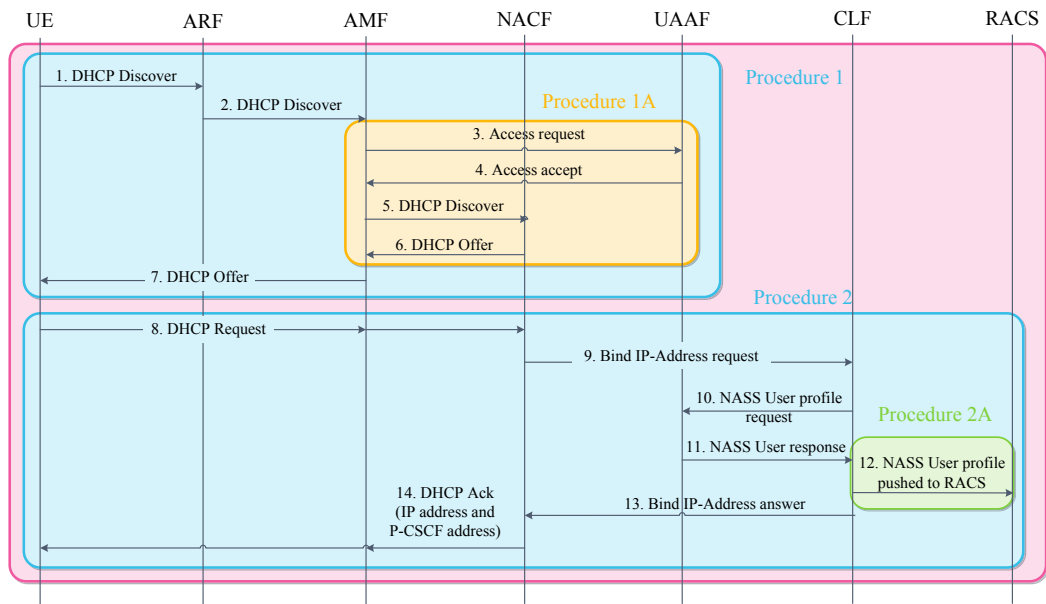 UE ARF AMF NACF UAAF CLF RACS
Procedure 1
1. DHCP Discover
2. DHCP Discover
Procedure 1A
3. Access request
4. Access accept
5. DHCP Discover
6. DHCP Offer
7. DHCP Offer
Procedure 2
8. DHCP Request
9. Bind IP-Address request
10. NASS User profile
request
Procedure 2A
11. NASS User response
12. NASS User profile
pushed to RACS
13. Bind IP-Address answer
14. DHCP Ack
(IP address and
P-CSCF address)